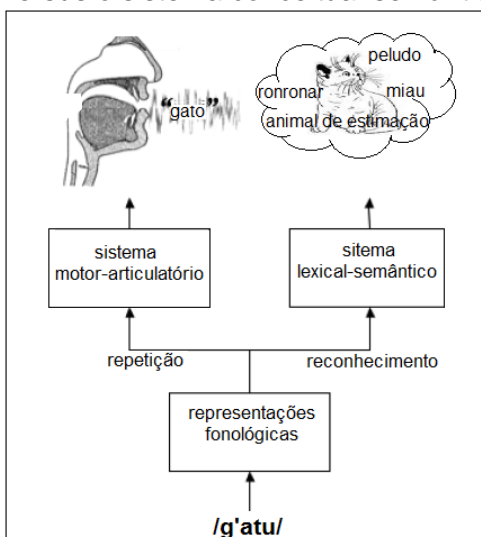 peludo
ronronar
miau
"gato"
animal de estimação
sistema
motor-articulatório
sitema
lexical-semântico
repetição
reconhecimento
representações
fonológicas
/g'atu/